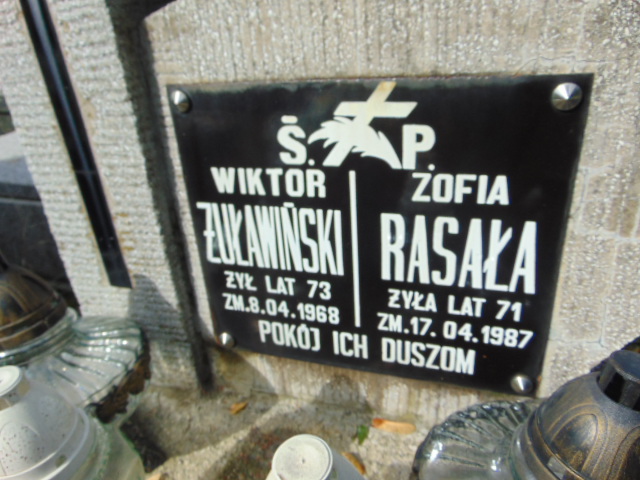 Ś. P.
WIKTOR
ŻUŁAWIŃSKI
ŻYŁ LAT 73
ZM.8.04.1968
ZOFIA
RASAŁA
ŻYŁA LAT 71
ZM.17.04.1987
POKÓJ ICH DUSZOM